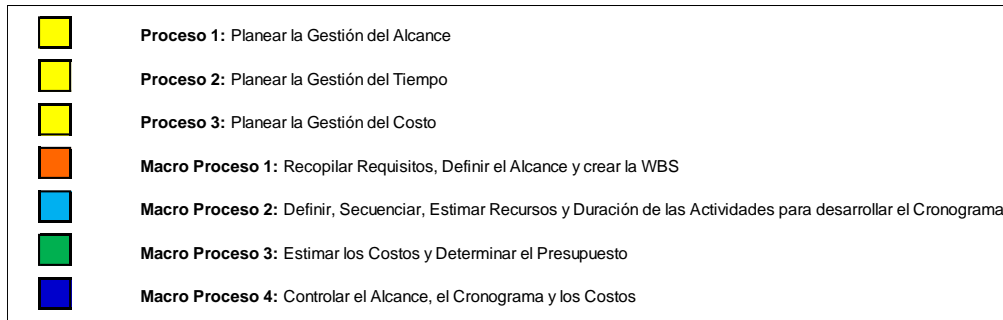 Proceso 1: Planear la Gestión del Alcance
Proceso 2: Planear la Gestión del Tiempo
Proceso 3: Planear la Gestión del Costo
Macro Proceso 1: Recopilar Requisitos, Definir el Alcance y crear la WBS
Macro Proceso 2: Definir, Secuenciar, Estimar Recursos y Duración de las Actividades para desarrollar el Cronograma
Macro Proceso 3: Estimar los Costos y Determinar el Presupuesto
Macro Proceso 4: Controlar el Alcance, el Cronograma y los Costos